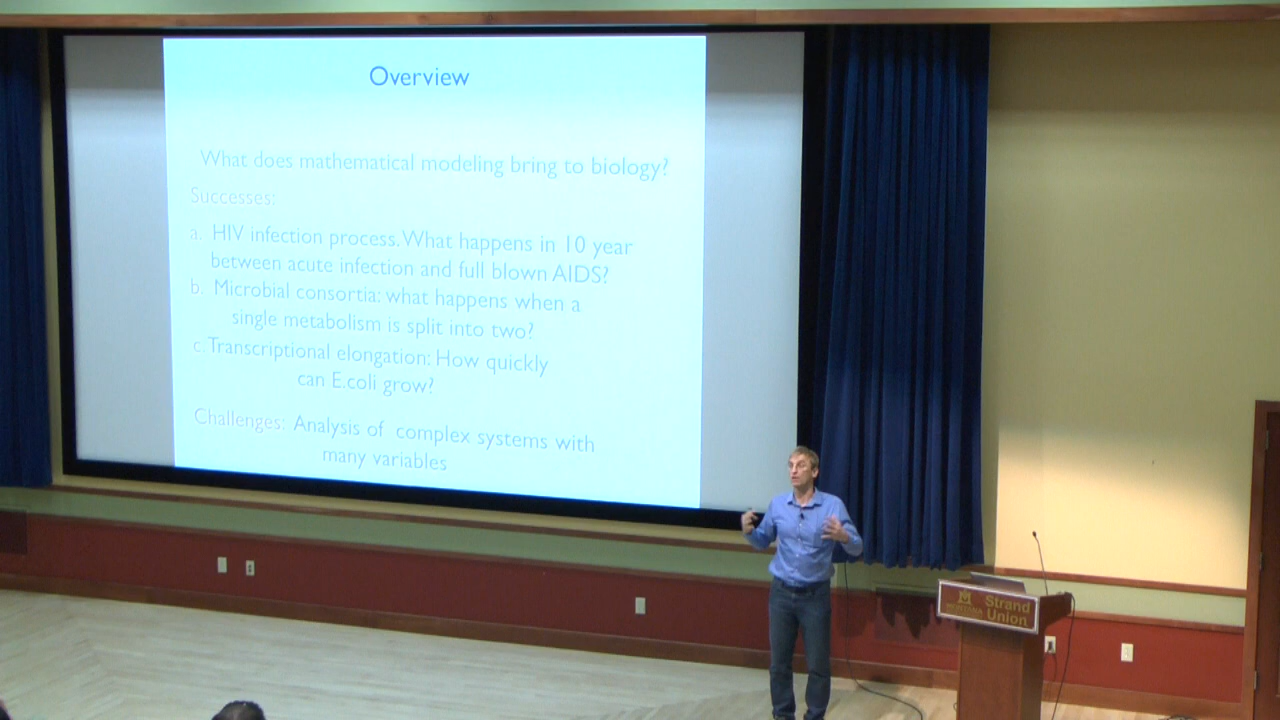 Overview
What does mathematical modeling bring to biology?
Successes:
a. HIV infection process. What happens in 10 year
between acute infection and full blown AIDS?
b. Microbial consortia: what happens when a
single metabolism is split into two?
c. Transcriptional elongation: How quickly
can E.coli grow?
Challenges: Analysis of complex systems with
many variables
M
MONTANA
Strand
Union